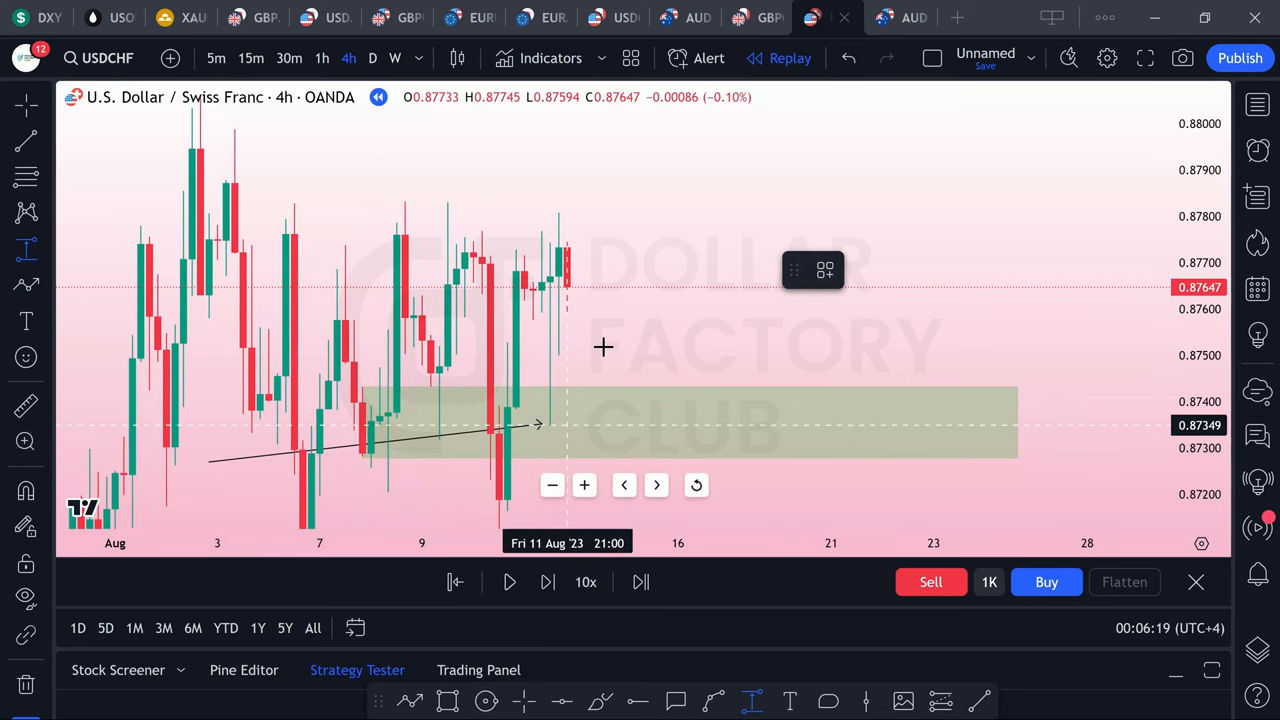 DXY USO XAU GBP. USD. GBP EUR EUR. USD AUD GBP AUD
12 USDCHF 5m 15m 30m 1h 4h D W Indicators Alert Replay Unnamed Save Publish
U.S. Dollar / Swiss Franc · 4h · OANDA O0.87733 H0.87745 L0.87594 C0.87647 −0.00086 (−0.10%)
0.88000
0.87900
0.87800
0.87700
0.87647
0.87600
0.87500
0.87400
0.87349
0.87300
0.87200
DOLLAR
FACTORY
CLUB
Aug 3 7 9 Fri 11 Aug '23 21:00 16 21 23 28
10x Sell 1K Buy Flatten
1D 5D 1M 3M 6M YTD 1Y 5Y All 00:06:19 (UTC+4)
Stock Screener Pine Editor Strategy Tester Trading Panel